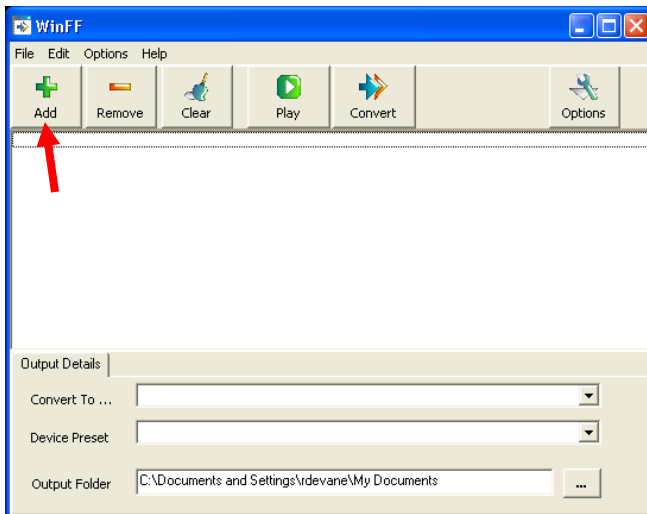 WinFF
File Edit Options Help
Add Remove Clear Play Convert Options
Output Details
Convert To ...
Device Preset
Output Folder C:\Documents and Settings\rdevane\My Documents ...